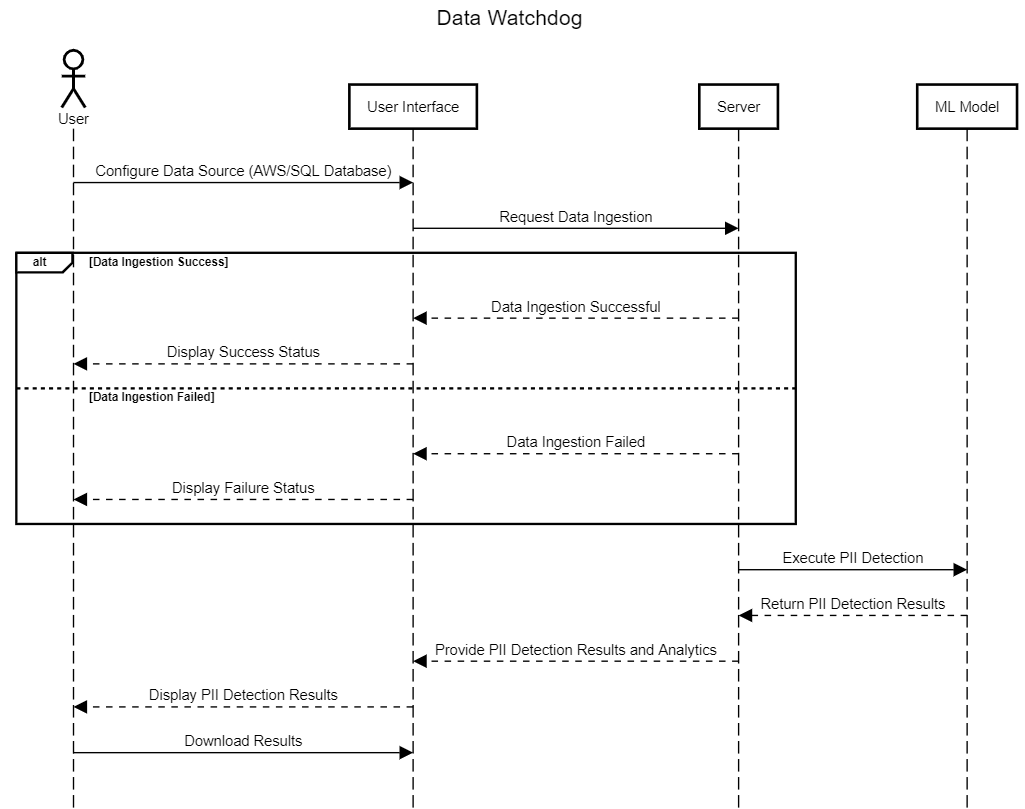 Data Watchdog
User
User Interface
Server
ML Model
Configure Data Source (AWS/SQL Database)
Request Data Ingestion
alt
[Data Ingestion Success]
Data Ingestion Successful
Display Success Status
[Data Ingestion Failed]
Data Ingestion Failed
Display Failure Status
Execute PII Detection
Return PII Detection Results
Provide PII Detection Results and Analytics
Display PII Detection Results
Download Results